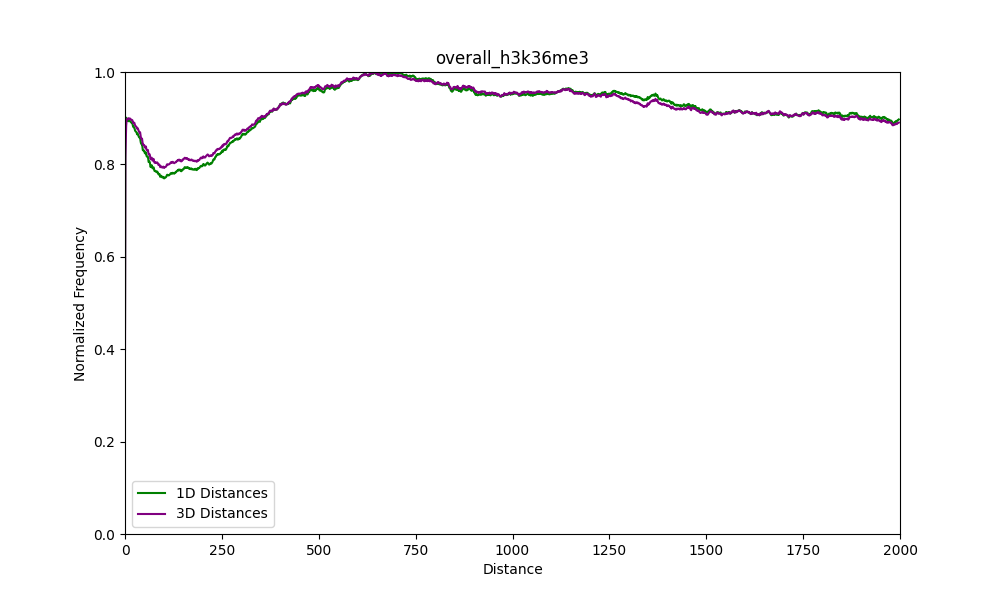 overall_h3k36me3
1.0
0.8
0.6
0.4
0.2
0.0
Normalized Frequency
1D Distances
3D Distances
0 250 500 750 1000 1250 1500 1750 2000
Distance